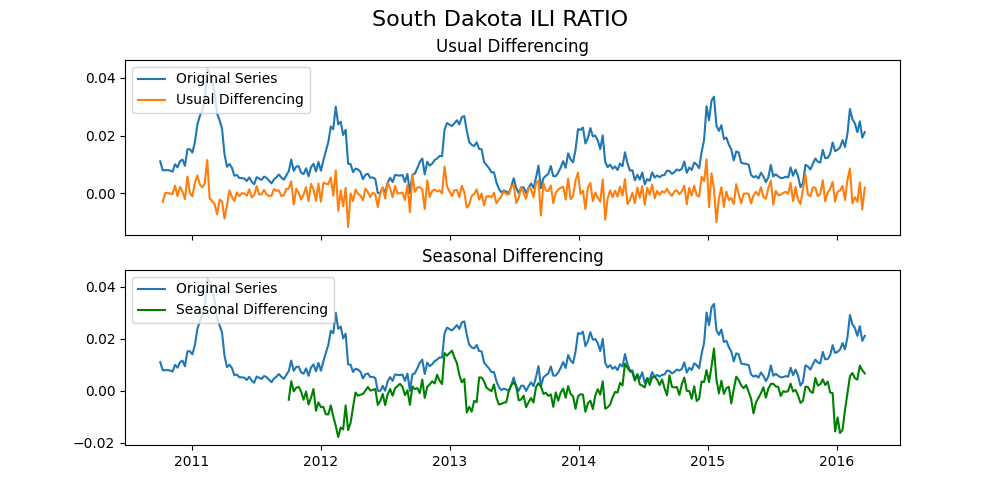 South Dakota ILI RATIO
Usual Differencing
Original Series
Usual Differencing
0.04
0.02
0.00
2011 2012 2013 2014 2015 2016
Seasonal Differencing
Original Series
Seasonal Differencing
0.04
0.02
0.00
−0.02